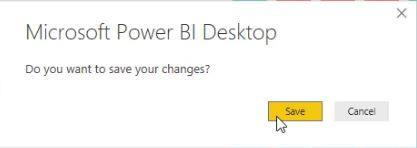 Microsoft Power BI Desktop
Do you want to save your changes?
Save Cancel